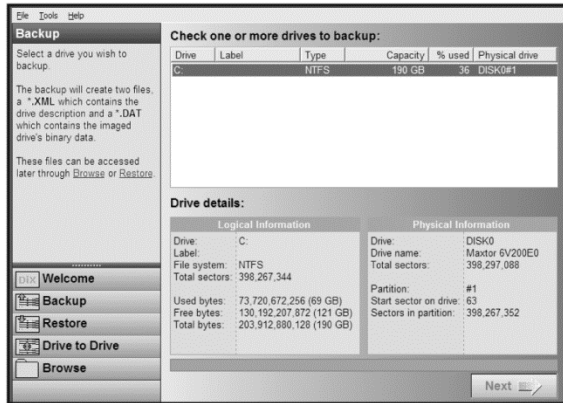 File Tools Help
Backup
Select a drive you wish to
backup.
The backup will create two files,
a *.XML which contains the
drive description and a *.DAT
which contains the imaged
drive's binary data.
These files can be accessed
later through Browse or Restore.
DIX Welcome
Backup
Restore
Drive to Drive
Browse
Check one or more drives to backup:
Drive Label Type Capacity % used Physical drive
C: NTFS 190 GB 36 DISK0#1
Drive details:
Logical Information
Drive: C:
Label:
File system: NTFS
Total sectors: 398,267,344
Used bytes: 73,720,672,256 (69 GB)
Free bytes: 130,192,207,872 (121 GB)
Total bytes: 203,912,880,128 (190 GB)
Physical Information
Drive: DISK0
Drive name: Maxtor 6V200E0
Total sectors: 398,297,088
Partition: #1
Start sector on drive: 63
Sectors in partition: 398,267,352
Next